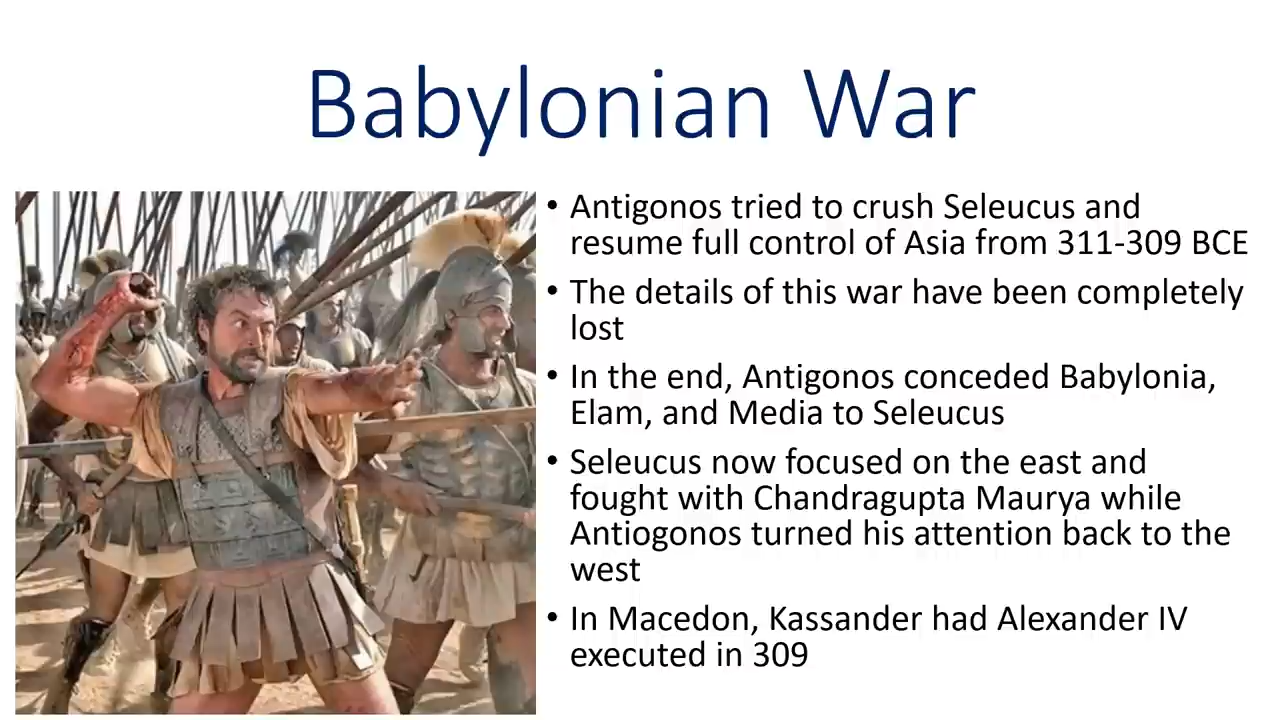 Babylonian War
• Antigonos tried to crush Seleucus and
resume full control of Asia from 311-309 BCE
• The details of this war have been completely
lost
• In the end, Antigonos conceded Babylonia,
Elam, and Media to Seleucus
• Seleucus now focused on the east and
fought with Chandragupta Maurya while
Antiogonos turned his attention back to the
west
• In Macedon, Kassander had Alexander IV
executed in 309